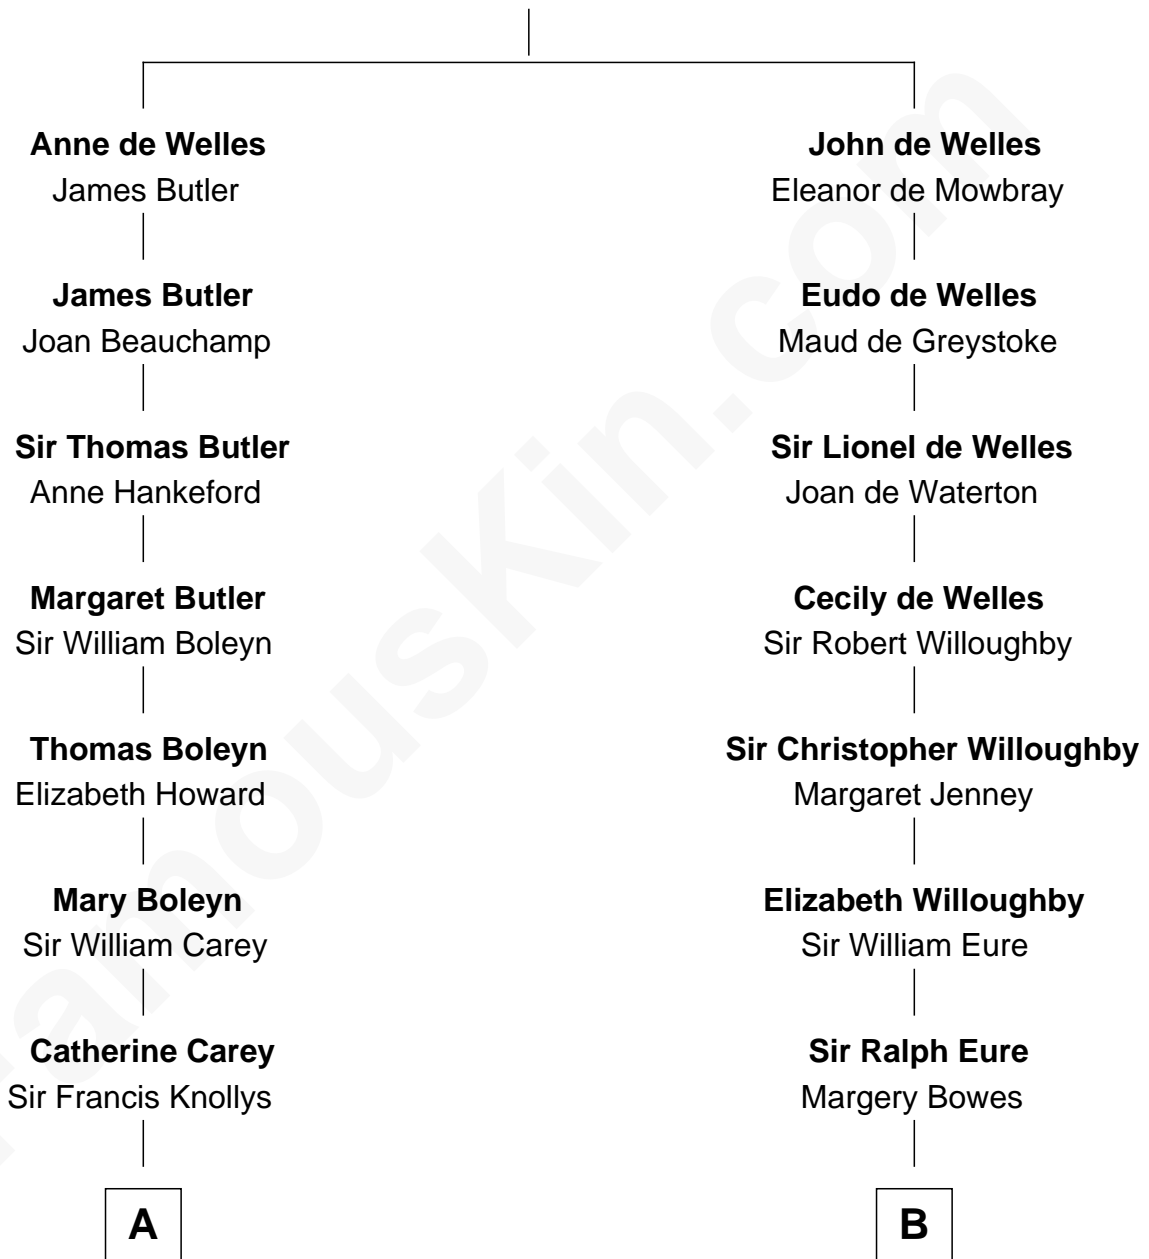 Anne de Welles
James Butler
James Butler
Joan Beauchamp
Sir Thomas Butler
Anne Hankeford
Margaret Butler
Sir William Boleyn
Thomas Boleyn
Elizabeth Howard
Mary Boleyn
Sir William Carey
Catherine Carey
Sir Francis Knollys
A
John de Welles
Eleanor de Mowbray
Eudo de Welles
Maud de Greystoke
Sir Lionel de Welles
Joan de Waterton
Cecily de Welles
Sir Robert Willoughby
Sir Christopher Willoughby
Margaret Jenney
Elizabeth Willoughby
Sir William Eure
Sir Ralph Eure
Margery Bowes
B
FamousKin.com